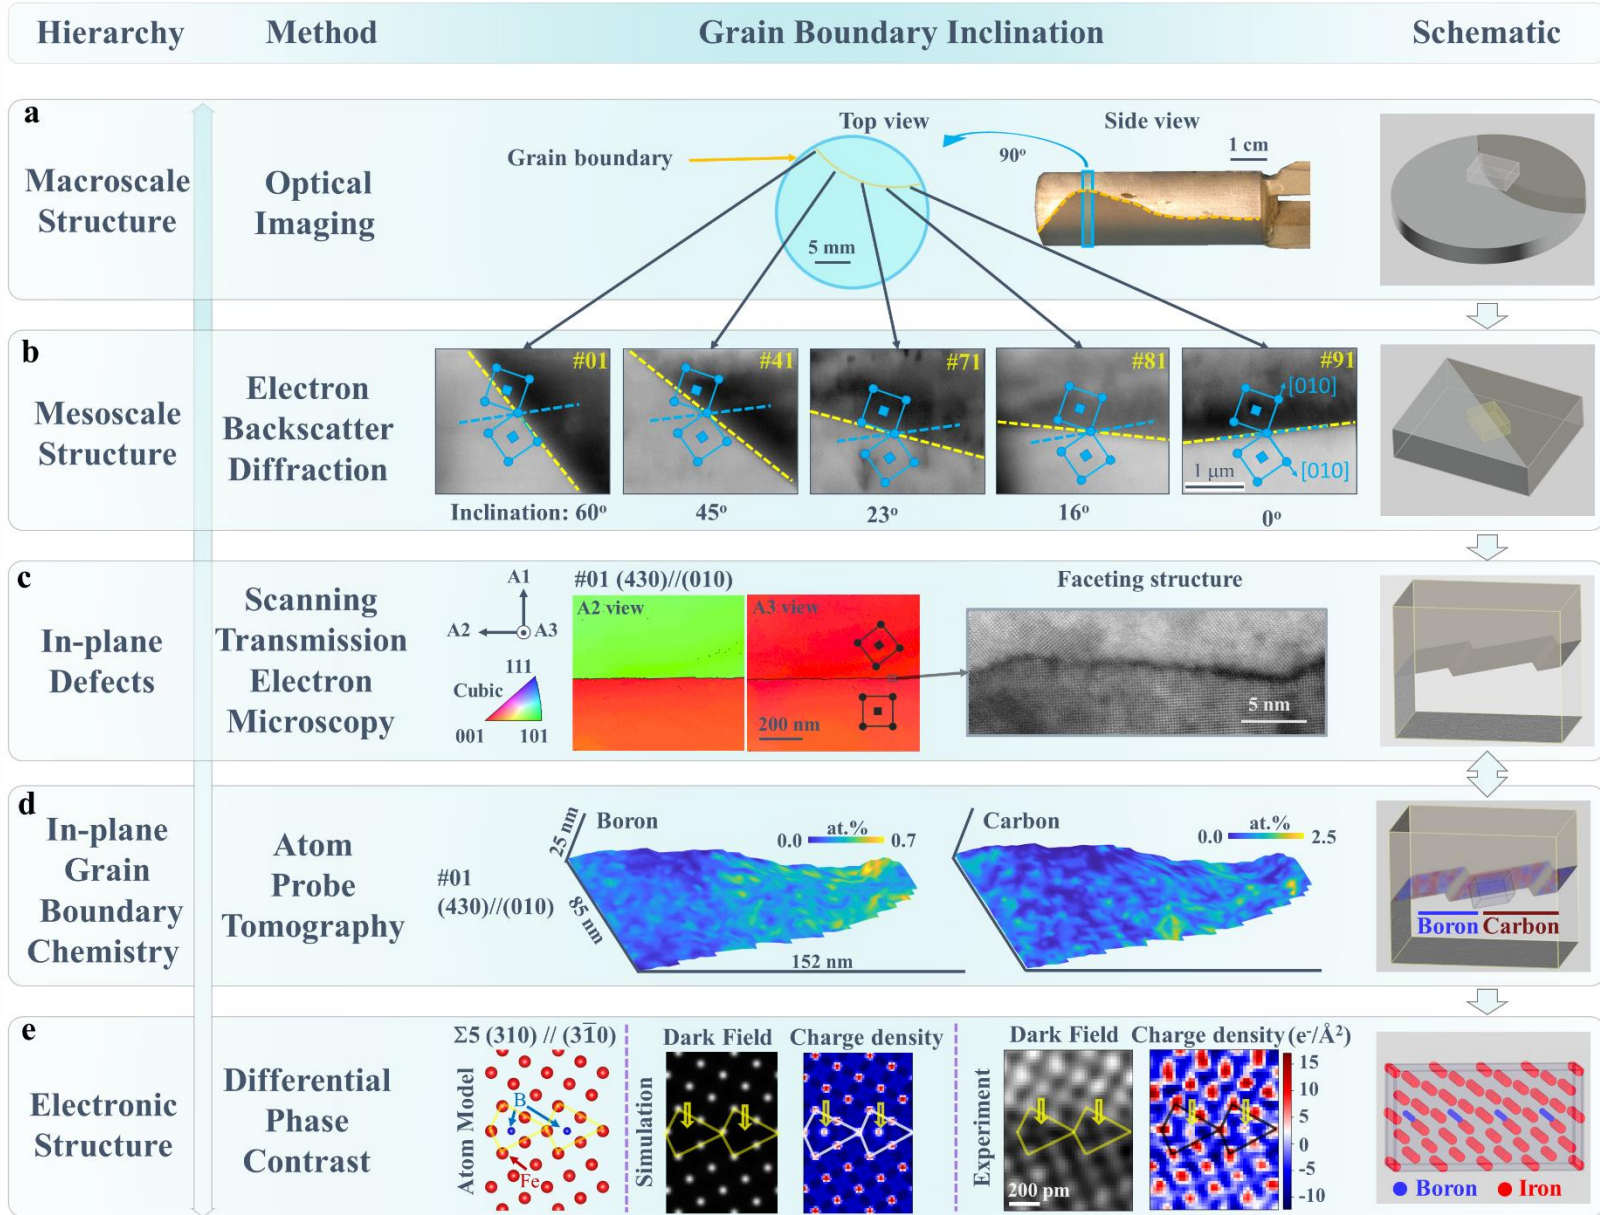 Hierarchy Method Grain Boundary Inclination Schematic
a
Macroscale
Structure
Optical
Imaging
Top view
Side view
Grain boundary
90°
1 cm
5 mm
b
Mesoscale
Structure
Electron
Backscatter
Diffraction
#01
#41
#71
#81
#91
[010]
[010]
1 μm
Inclination: 60°
45°
23°
16°
0°
c
In-plane
Defects
Scanning
Transmission
Electron
Microscopy
A1
A2
A3
111
Cubic
001
101
#01 (430)//(010)
A2 view
A3 view
200 nm
Faceting structure
5 nm
d
In-plane
Grain
Boundary
Chemistry
Atom
Probe
Tomography
#01
(430)//(010)
25 nm
85 nm
152 nm
Boron
at.%
0.0
0.7
Carbon
at.%
0.0
2.5
Boron Carbon
e
Electronic
Structure
Differential
Phase
Contrast
Σ5 (310) // (3̅1̅0)
Atom Model
B
Fe
Simulation
Dark Field
Charge density
Experiment
Dark Field
Charge density (e⁻/Å²)
200 pm
15
10
5
0
-5
-10
Boron
Iron